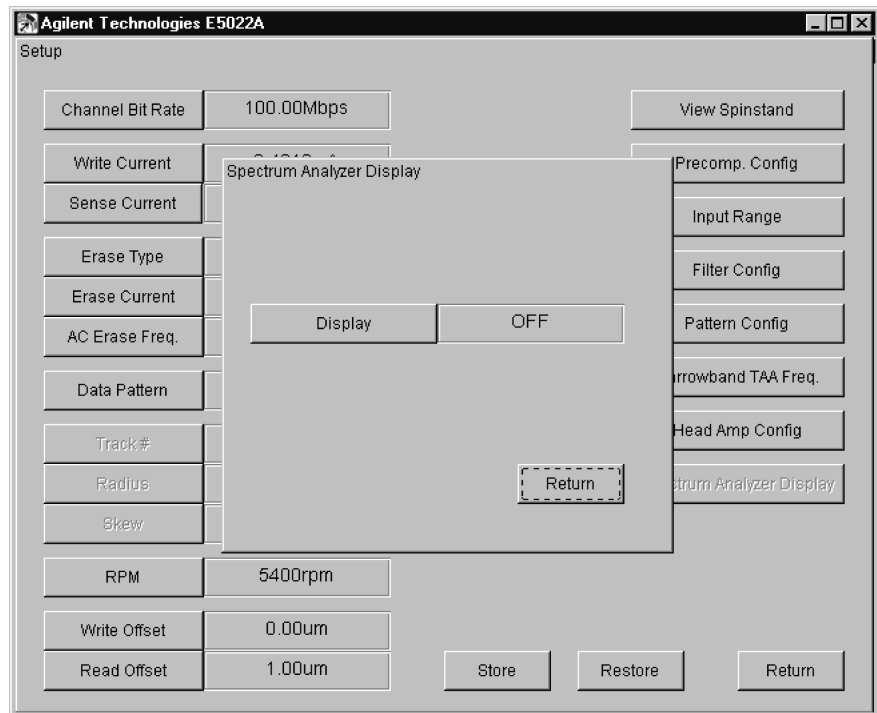 Agilent Technologies E5022A
Setup
Channel Bit Rate 100.00Mbps
View Spinstand
Write Current
Precomp. Config
Sense Current
Input Range
Erase Type
Filter Config
Erase Current
AC Erase Freq.
Pattern Config
Data Pattern
TAA Freq.
Track#
Head Amp Config
Radius
Analyzer Display
Skew
Spectrum Analyzer Display
Display OFF
Return
RPM 5400rpm
Write Offset 0.00um
Read Offset 1.00um
Store Restore Return